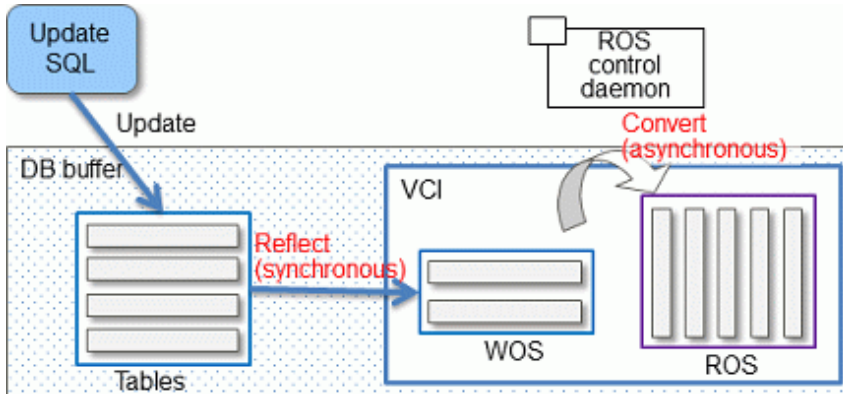 Update
SQL
ROS
control
daemon
Update
Convert
(asynchronous)
DB buffer
VCI
Reflect
(synchronous)
WOS
ROS
Tables